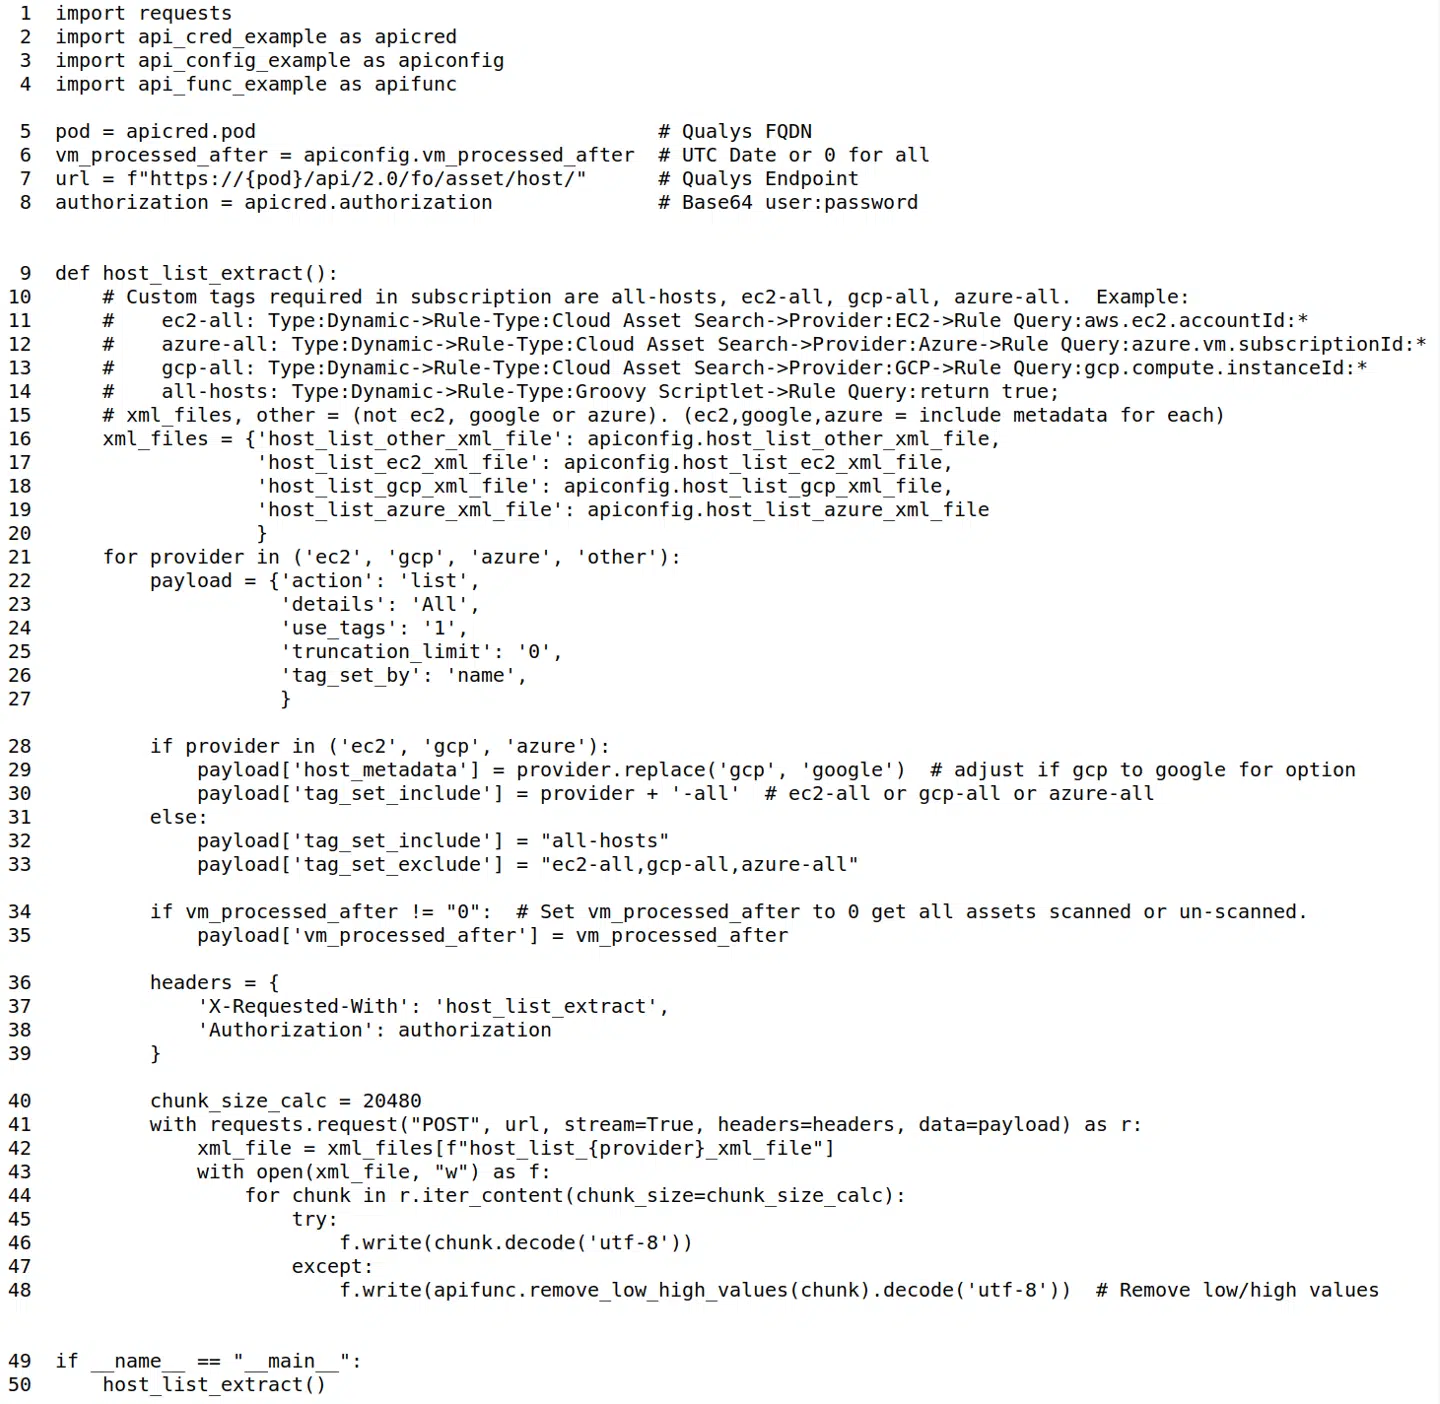 1  import requests
2  import api_cred_example as apicred
3  import api_config_example as apiconfig
4  import api_func_example as apifunc

5  pod = apicred.pod                                  # Qualys FQDN
6  vm_processed_after = apiconfig.vm_processed_after  # UTC Date or 0 for all
7  url = f"https://{pod}/api/2.0/fo/asset/host/"      # Qualys Endpoint
8  authorization = apicred.authorization              # Base64 user:password


9  def host_list_extract():
10      # Custom tags required in subscription are all-hosts, ec2-all, gcp-all, azure-all.  Example:
11      #    ec2-all: Type:Dynamic->Rule-Type:Cloud Asset Search->Provider:EC2->Rule Query:aws.ec2.accountId:*
12      #    azure-all: Type:Dynamic->Rule-Type:Cloud Asset Search->Provider:Azure->Rule Query:azure.vm.subscriptionId:*
13      #    gcp-all: Type:Dynamic->Rule-Type:Cloud Asset Search->Provider:GCP->Rule Query:gcp.compute.instanceId:*
14      #    all-hosts: Type:Dynamic->Rule-Type:Groovy Scriptlet->Rule Query:return true;
15      # xml_files, other = (not ec2, google or azure). (ec2,google,azure = include metadata for each)
16      xml_files = {'host_list_other_xml_file': apiconfig.host_list_other_xml_file,
17                   'host_list_ec2_xml_file': apiconfig.host_list_ec2_xml_file,
18                   'host_list_gcp_xml_file': apiconfig.host_list_gcp_xml_file,
19                   'host_list_azure_xml_file': apiconfig.host_list_azure_xml_file
20                   }
21      for provider in ('ec2', 'gcp', 'azure', 'other'):
22          payload = {'action': 'list',
23                     'details': 'All',
24                     'use_tags': '1',
25                     'truncation_limit': '0',
26                     'tag_set_by': 'name',
27                     }

28          if provider in ('ec2', 'gcp', 'azure'):
29              payload['host_metadata'] = provider.replace('gcp', 'google')  # adjust if gcp to google for option
30              payload['tag_set_include'] = provider + '-all'  # ec2-all or gcp-all or azure-all
31          else:
32              payload['tag_set_include'] = "all-hosts"
33              payload['tag_set_exclude'] = "ec2-all,gcp-all,azure-all"

34          if vm_processed_after != "0":  # Set vm_processed_after to 0 get all assets scanned or un-scanned.
35              payload['vm_processed_after'] = vm_processed_after

36          headers = {
37              'X-Requested-With': 'host_list_extract',
38              'Authorization': authorization
39          }

40          chunk_size_calc = 20480
41          with requests.request("POST", url, stream=True, headers=headers, data=payload) as r:
42              xml_file = xml_files[f"host_list_{provider}_xml_file"]
43              with open(xml_file, "w") as f:
44                  for chunk in r.iter_content(chunk_size=chunk_size_calc):
45                      try:
46                          f.write(chunk.decode('utf-8'))
47                      except:
48                          f.write(apifunc.remove_low_high_values(chunk).decode('utf-8'))  # Remove low/high values


49  if __name__ == "__main__":
50      host_list_extract()